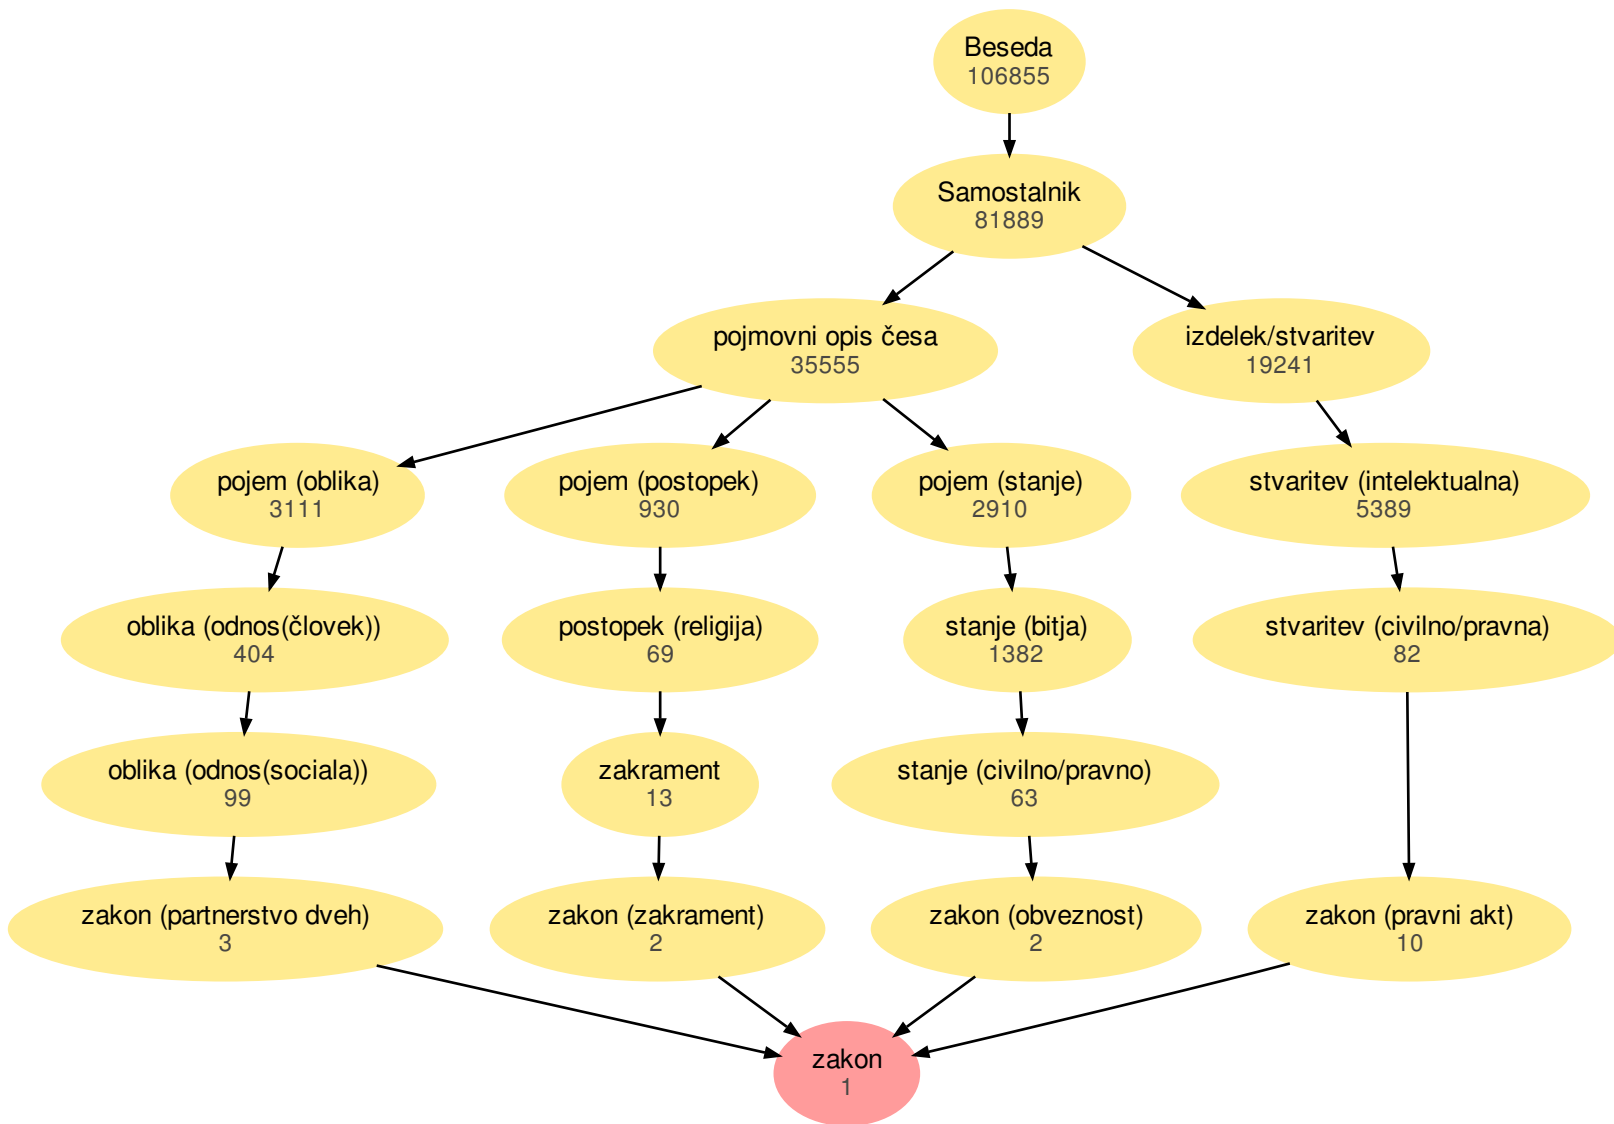 Beseda
106855
Samostalnik
81889
pojmovni opis česa
35555
izdelek/stvaritev
19241
pojem (oblika)
3111
pojem (postopek)
930
pojem (stanje)
2910
stvaritev (intelektualna)
5389
oblika (odnos(človek))
404
postopek (religija)
69
stanje (bitja)
1382
stvaritev (civilno/pravna)
82
oblika (odnos(sociala))
99
zakrament
13
stanje (civilno/pravno)
63
zakon (partnerstvo dveh)
3
zakon (zakrament)
2
zakon (obveznost)
2
zakon (pravni akt)
10
zakon
1